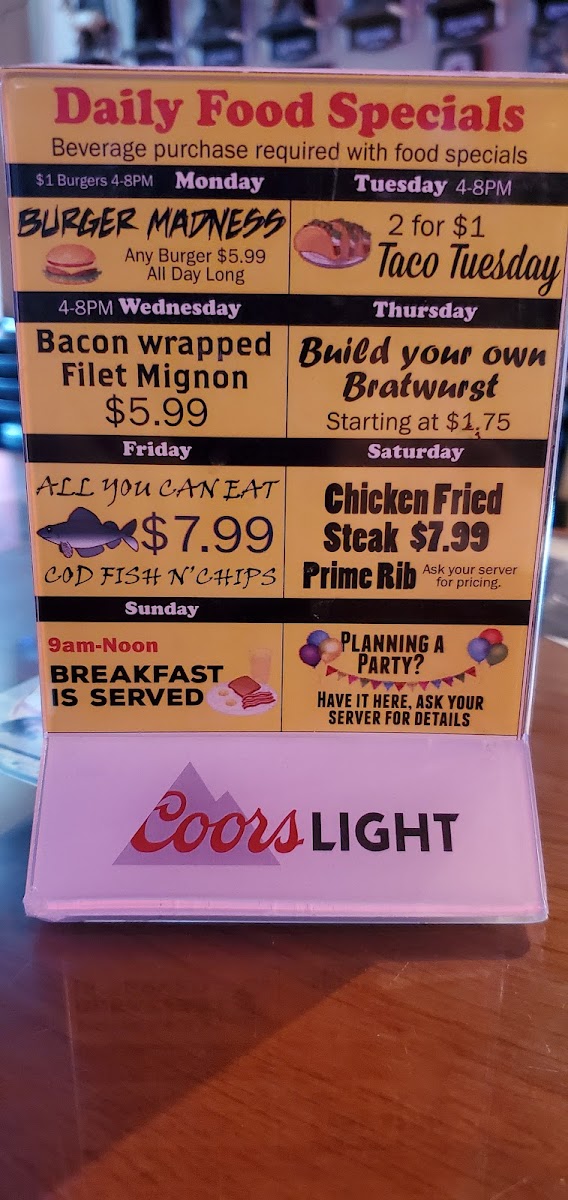 Daily Food Specials
Beverage purchase required with food specials
$1 Burgers 4-8PM Monday
BURGER MADNESS
Any Burger $5.99
All Day Long
Tuesday 4-8PM
2 for $1
Taco Tuesday
4-8PM Wednesday
Bacon wrapped
Filet Mignon
$5.99
Thursday
Build your own
Bratwurst
Starting at $1.75
Friday
ALL YOU CAN EAT
$7.99
COD FISH N'CHIPS
Saturday
Chicken Fried
Steak $7.99
Prime Rib Ask your server
for pricing.
Sunday
9am-Noon
BREAKFAST
IS SERVED
PLANNING A
PARTY?
HAVE IT HERE, ASK YOUR
SERVER FOR DETAILS
Coors LIGHT